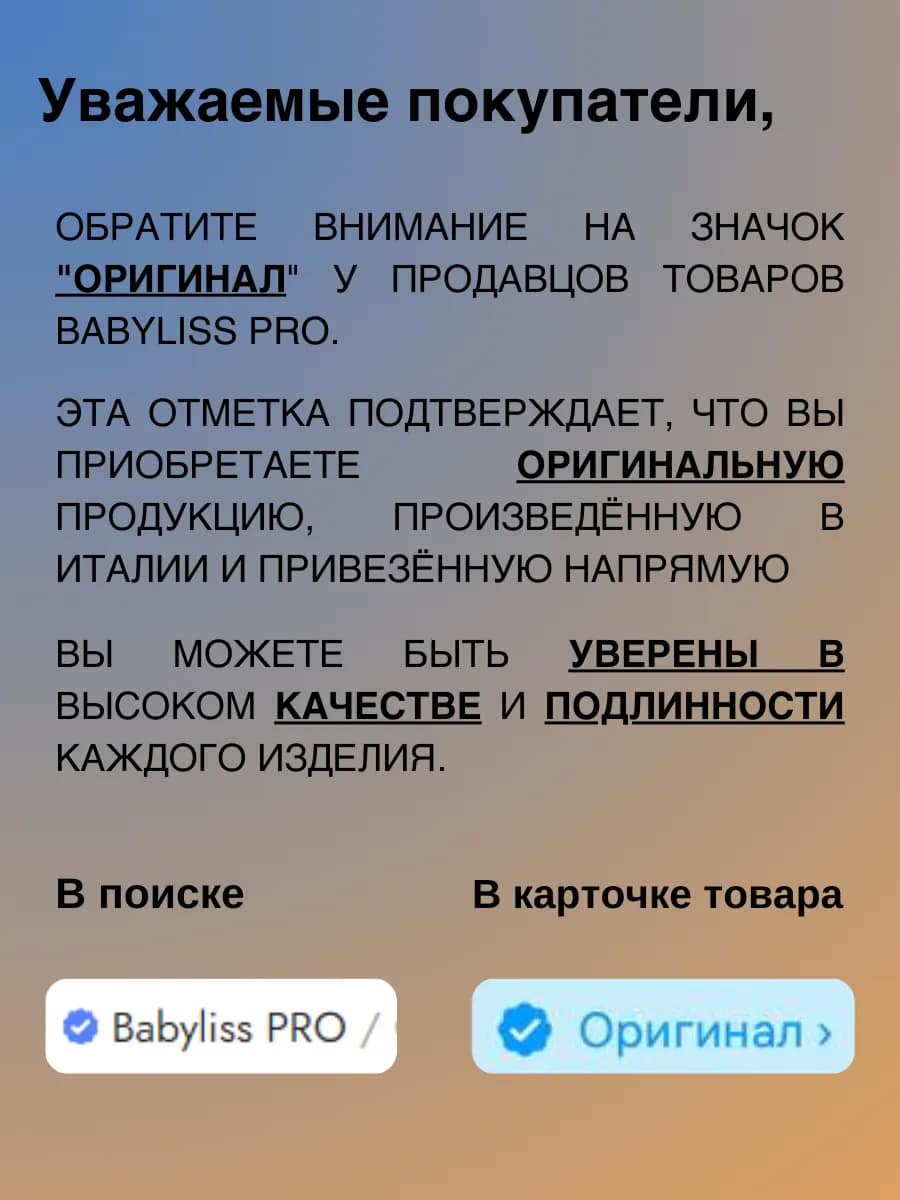 Уважаемые покупатели,
ОБРАТИТЕ ВНИМАНИЕ НА ЗНАЧОК
"ОРИГИНАЛ" У ПРОДАВЦОВ ТОВАРОВ
BABYLISS PRO.
ЭТА ОТМЕТКА ПОДТВЕРЖДАЕТ, ЧТО ВЫ
ПРИОБРЕТАЕТЕ ОРИГИНАЛЬНУЮ
ПРОДУКЦИЮ, ПРОИЗВЕДЁННУЮ В
ИТАЛИИ И ПРИВЕЗЁННУЮ НАПРЯМУЮ
ВЫ МОЖЕТЕ БЫТЬ УВЕРЕНЫ В
ВЫСОКОМ КАЧЕСТВЕ И ПОДЛИННОСТИ
КАЖДОГО ИЗДЕЛИЯ.
В поиске
Babyliss PRO /
В карточке товара
Оригинал ›